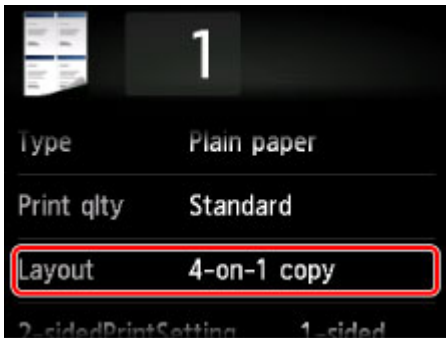 1
Type Plain paper
Print qlty Standard
Layout 4-on-1 copy
2-sidedPrintSetting 1-sided